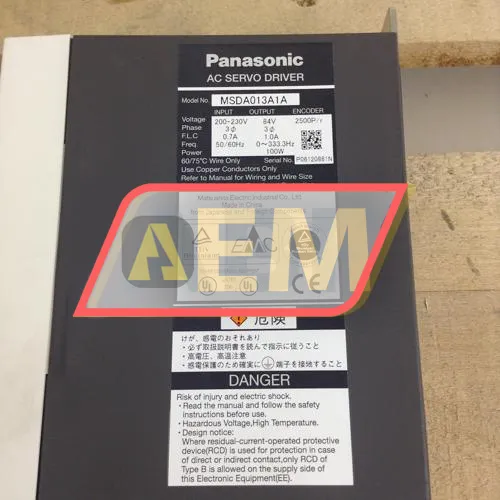 Panasonic
AC SERVO DRIVER
Model No. MSDA013A1A
INPUT OUTPUT ENCODER
Voltage 200-230V 84V 2500P/r
Phase 3ϕ 3ϕ
F.L.C 0.7A 1.0A
Freq. 50/60Hz 0~333.3Hz
Power 100W
60/75℃ Wire Only Serial No. P06120881N
Use Copper Conductors Only
Refer to Manual for Wiring and Wire Size
Matsushita Electric Industrial Co., Ltd.
Made in China
AEM
EMC
CE
危険
けが、感電のおそれあり
・必ず取扱説明書を読んで指示に従うこと。
・高電圧、高温注意
・感電保護のため確実に端子を接地すること
DANGER
Risk of injury and electric shock.
・Read the manual and follow the safety
instructions before use.
・Hazardous Voltage,High Temperature.
・Design notice:
Where residual-current-operated protective
device(RCD) is used for protection in case
of direct or indirect contact,only RCD of
Type B is allowed on the supply side of
this Electronic Equipment(EE).